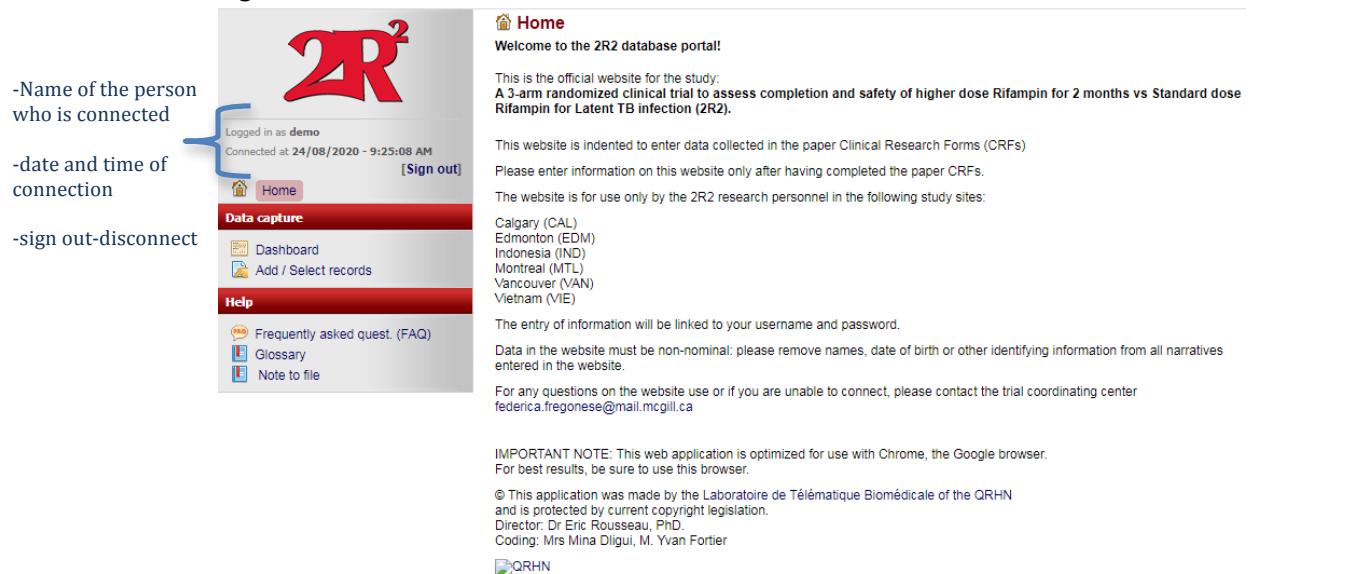 -Name of the person
who is connected
-date and time of
connection
-sign out-disconnect
2R2
Logged in as demo
Connected at 24/08/2020 - 9:25:08 AM
[Sign out]
Home
Data capture
Dashboard
Add / Select records
Help
Frequently asked quest. (FAQ)
Glossary
Note to file
Home
Welcome to the 2R2 database portal!
This is the official website for the study:
A 3-arm randomized clinical trial to assess completion and safety of higher dose Rifampin for 2 months vs Standard dose
Rifampin for Latent TB infection (2R2).
This website is indented to enter data collected in the paper Clinical Research Forms (CRFs)
Please enter information on this website only after having completed the paper CRFs.
The website is for use only by the 2R2 research personnel in the following study sites:
Calgary (CAL)
Edmonton (EDM)
Indonesia (IND)
Montreal (MTL)
Vancouver (VAN)
Vietnam (VIE)
The entry of information will be linked to your username and password.
Data in the website must be non-nominal: please remove names, date of birth or other identifying information from all narratives
entered in the website.
For any questions on the website use or if you are unable to connect, please contact the trial coordinating center
federica.fregonese@mail.mcgill.ca
IMPORTANT NOTE: This web application is optimized for use with Chrome, the Google browser.
For best results, be sure to use this browser.
© This application was made by the Laboratoire de Télématique Biomédicale of the QRHN
and is protected by current copyright legislation.
Director: Dr Eric Rousseau, PhD.
Coding: Mrs Mina Dligui, M. Yvan Fortier
QRHN